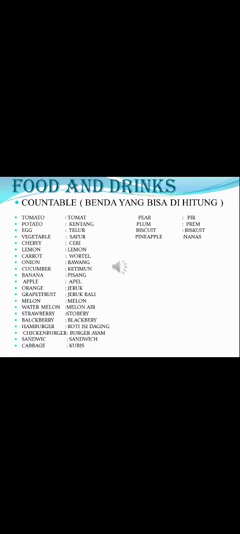 FOOD AND DRINKS
COUNTABLE ( BENDA YANG BISA DI HITUNG )
TOMATO : TOMAT PEAR : PIR
POTATO : KENTANG PLUM : PREM
EGG : TELUR BISCUIT : BISKUIT
VEGETABLE : SAYUR PINEAPPLE :NANAS
CHERYY : CERI
LEMON : LEMON
CARROT : WORTEL
ONION : BAWANG
CUCUMBER : KETIMUN
BANANA : PISANG
APPLE : APEL
ORANGE : JERUK
GRAPEFRUIT : JERUK BALI
MELON : MELON
WATER MELON :MELON AIR
STRAWBERRY :STOBERY
BALCKBERRY : BLACKBERY
HAMBURGER : ROTI ISI DAGING
CHICKENBURGER: BURGER AYAM
SANDWIC : SANDWICH
CABBAGE : KUBIS